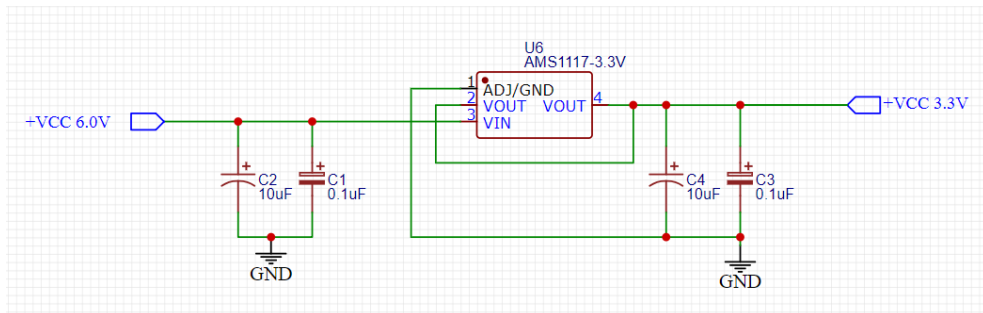 U6
AMS1117-3.3V
1 ADJ/GND
2 VOUT VOUT 4
3 VIN
+VCC 6.0V
+VCC 3.3V
+ C2
10uF
+ C1
0.1uF
+ C4
10uF
+ C3
0.1uF
GND
GND